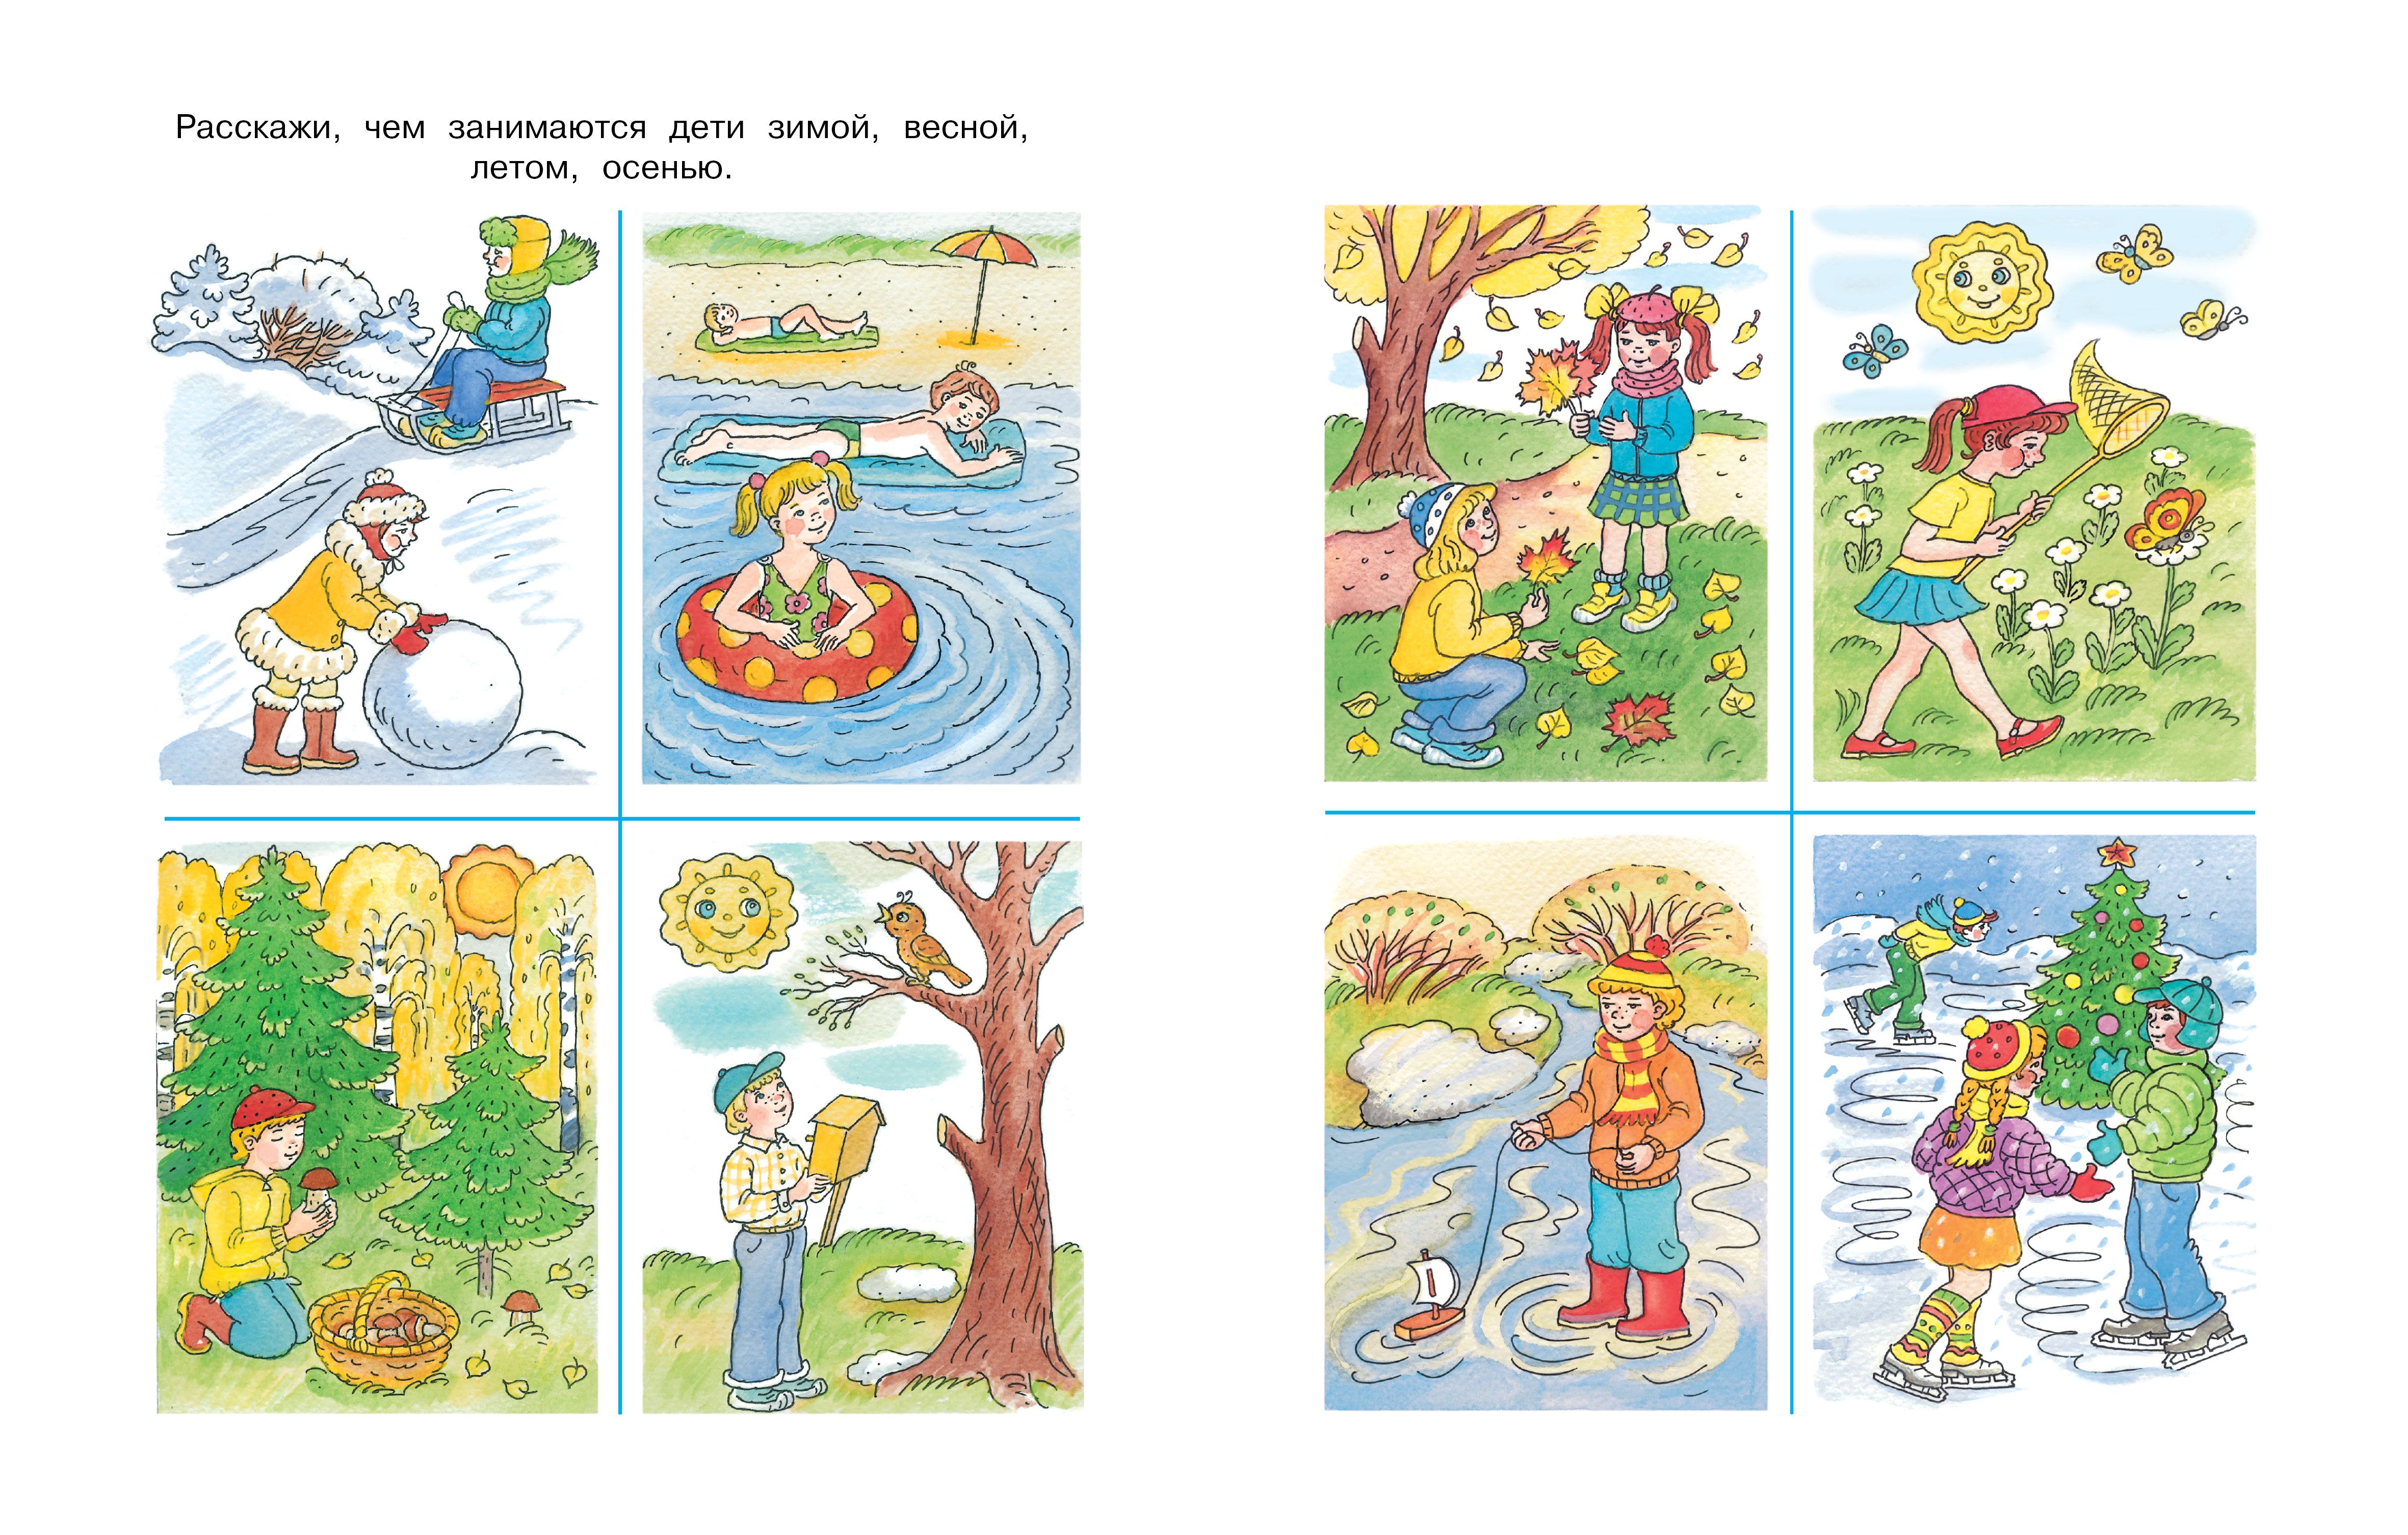 Расскажи, чем занимаются дети зимой, весной,
летом, осенью.